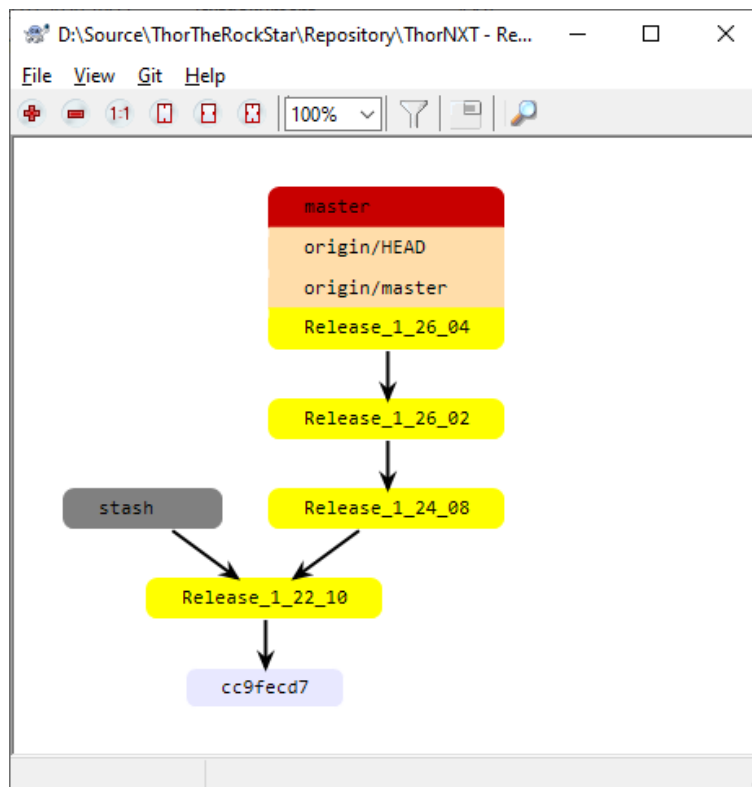 D:\Source\ThorTheRockStar\Repository\ThorNXT - Re...
File View Git Help
1:1 100%
master
origin/HEAD
origin/master
Release_1_26_04
Release_1_26_02
stash Release_1_24_08
Release_1_22_10
cc9fecd7